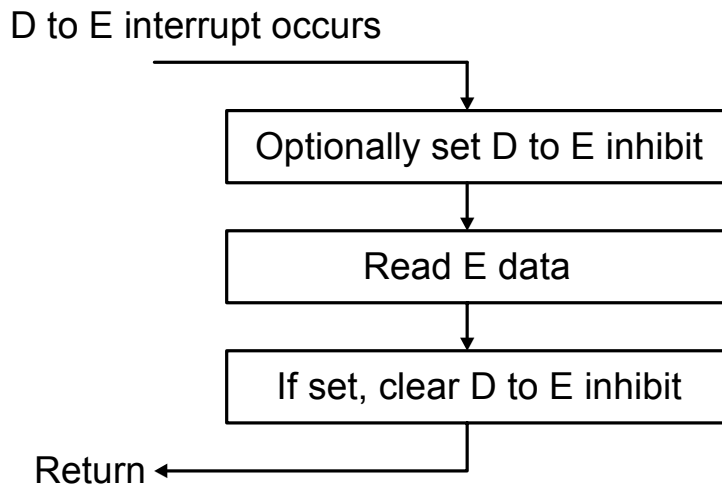 D to E interrupt occurs
Optionally set D to E inhibit
Read E data
If set, clear D to E inhibit
Return